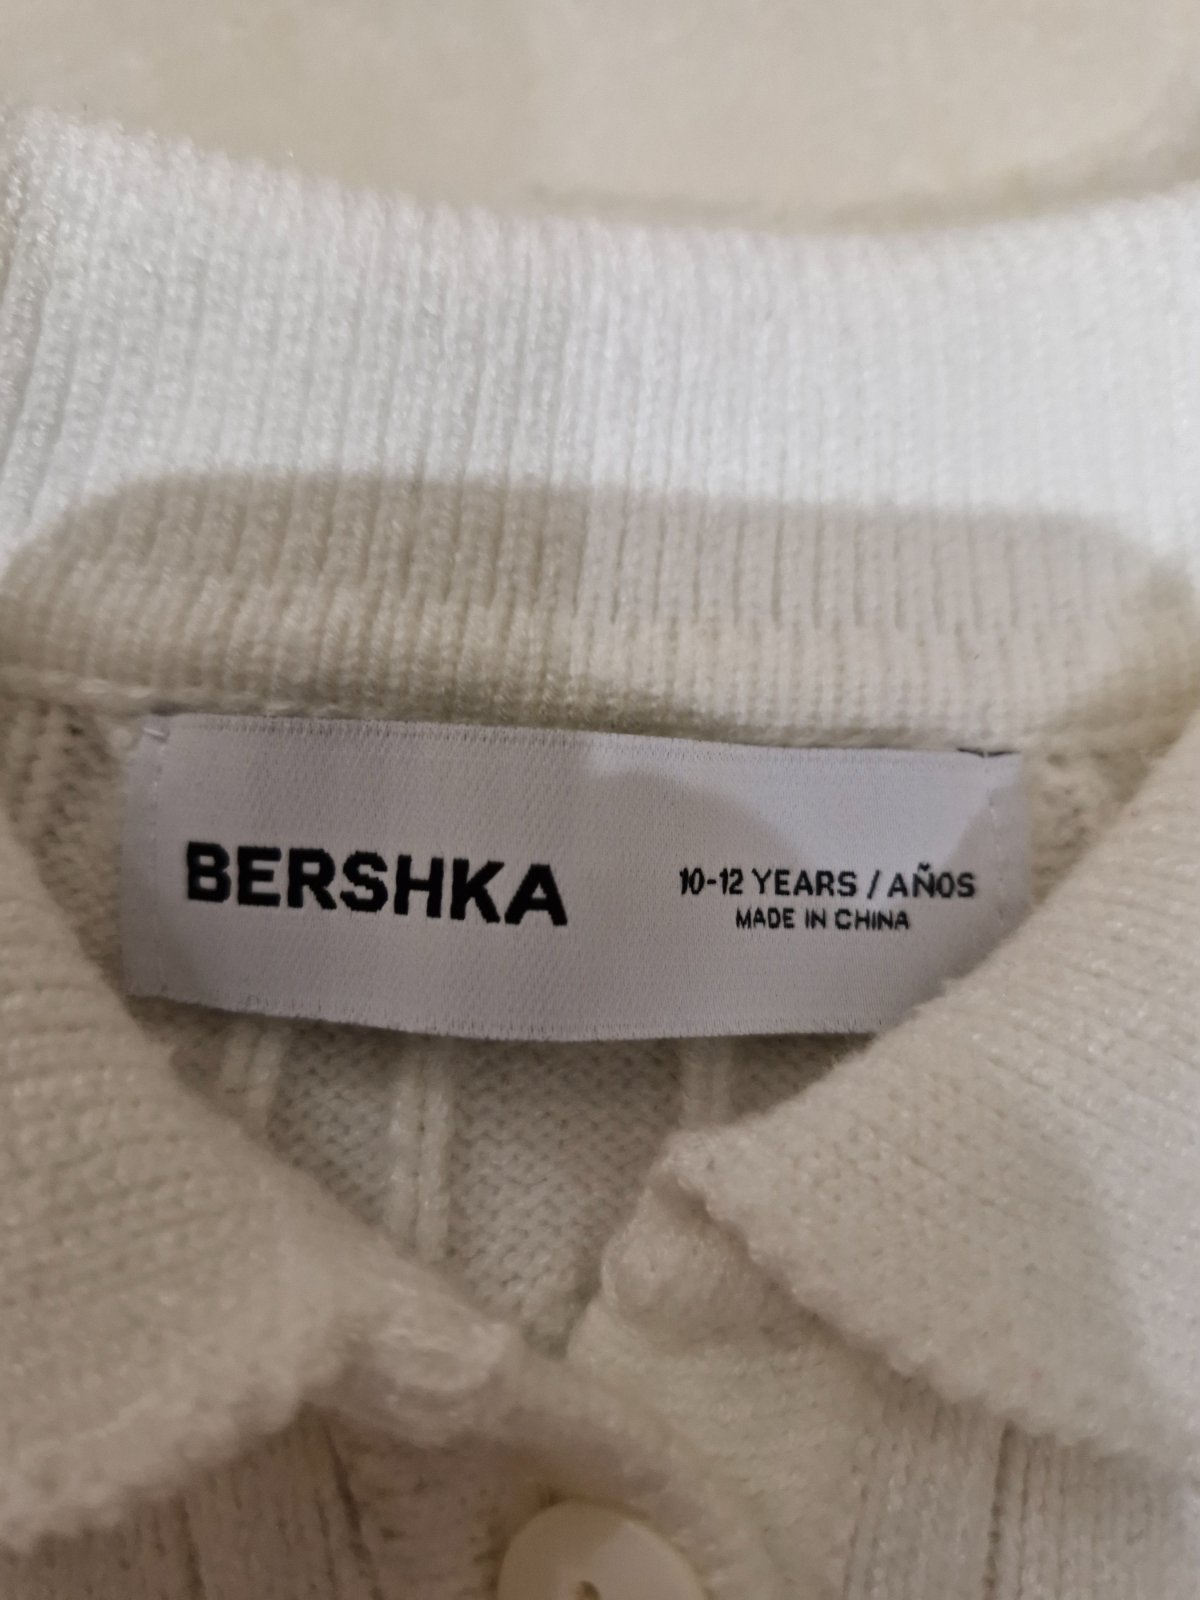 BERSHKA
10-12 YEARS / AÑOS
MADE IN CHINA